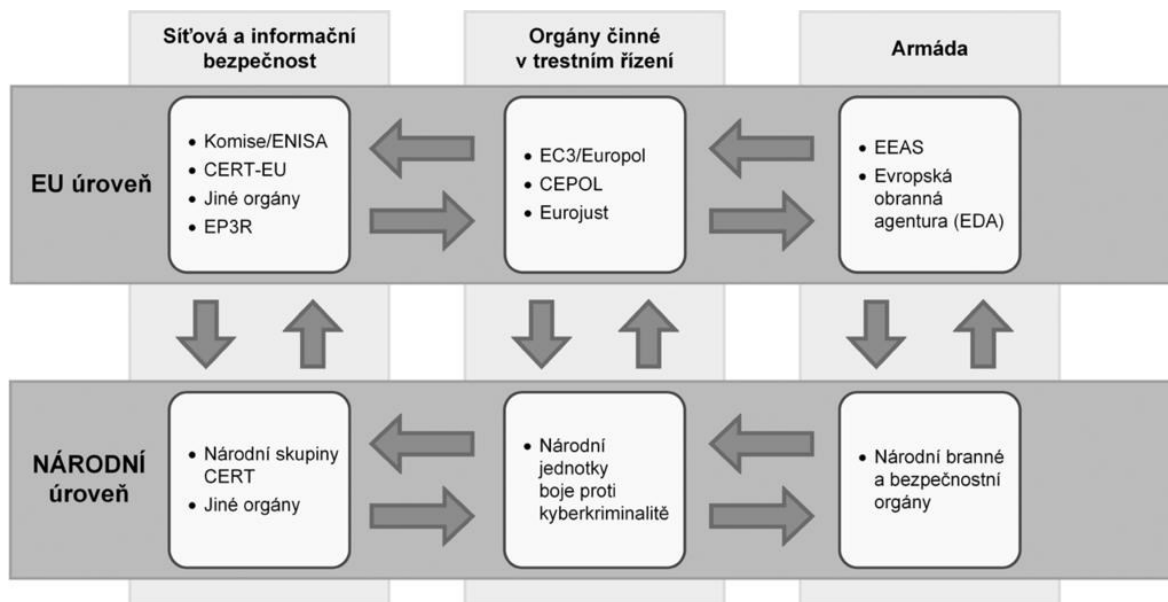 Síťová a informační
bezpečnost
Orgány činné
v trestním řízení
Armáda
EU úroveň
• Komise/ENISA
• CERT-EU
• Jiné orgány
• EP3R
• EC3/Europol
• CEPOL
• Eurojust
• EEAS
• Evropská
obranná
agentura (EDA)
NÁRODNÍ
úroveň
• Národní skupiny
CERT
• Jiné orgány
• Národní
jednotky
boje proti
kyberkriminalitě
• Národní branné
a bezpečnostní
orgány